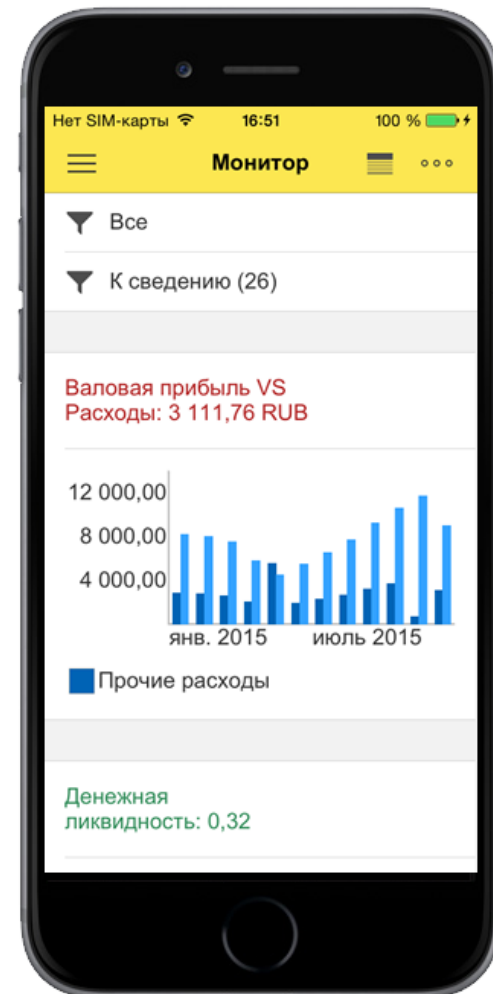 Нет SIM-карты 16:51 100 %
Монитор
Все
К сведению (26)
Валовая прибыль VS
Расходы: 3 111,76 RUB
12 000,00
8 000,00
4 000,00
янв. 2015 июль 2015
Прочие расходы
Денежная
ликвидность: 0,32